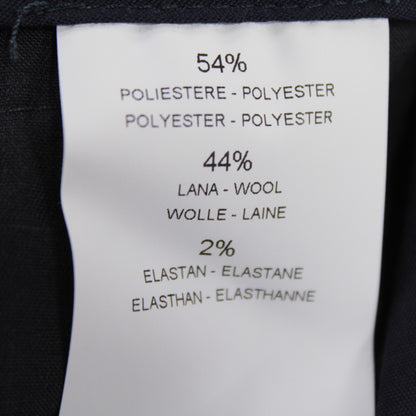 54%
POLIESTERE - POLYESTER
POLYESTER - POLYESTER
44%
LANA - WOOL
WOLLE - LAINE
2%
ELASTAN - ELASTANE
ELASTHAN - ELASTHANNE